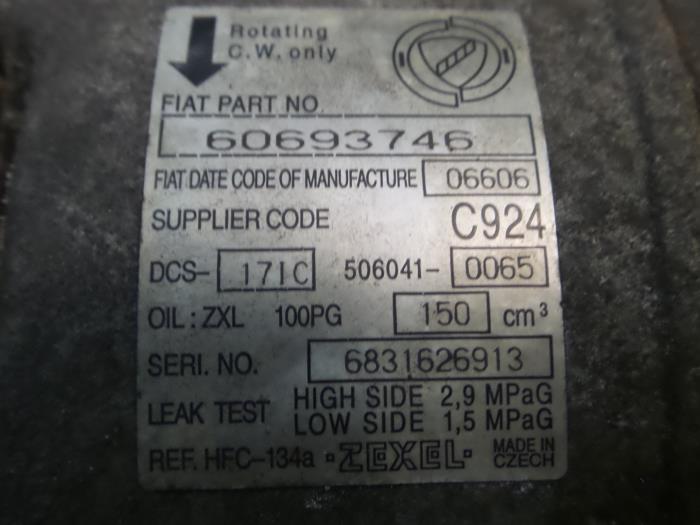 Rotating
C.W. only
FIAT PART NO.
60693746
FIAT DATE CODE OF MANUFACTURE 06606
SUPPLIER CODE C924
DCS- 171C 506041- 0065
OIL : ZXL 100PG 150 cm³
SERI. NO. 6831626913
LEAK TEST HIGH SIDE 2,9 MPaG
LOW SIDE 1,5 MPaG
REF. HFC-134a ZEXEL MADE IN CZECH